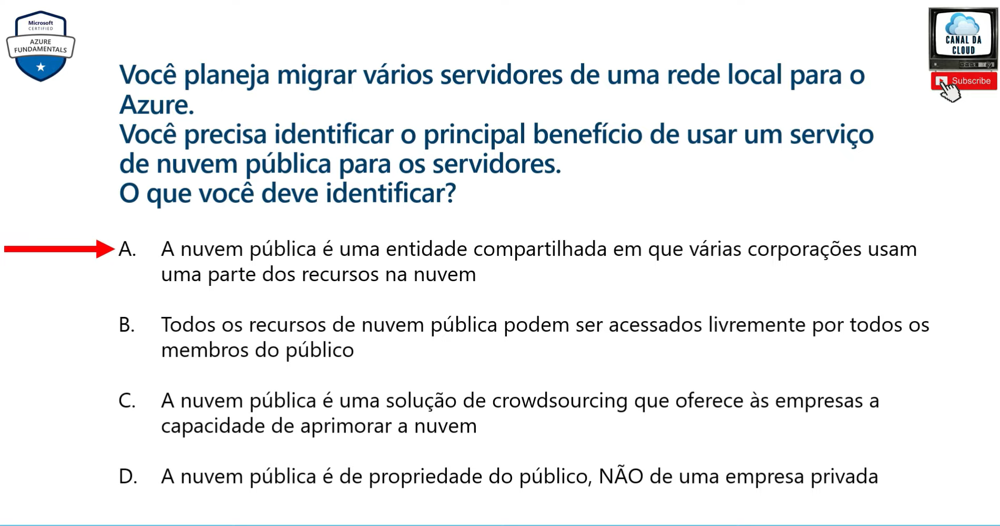 Microsoft
CERTIFIED
AZURE
FUNDAMENTALS
CANAL DA
CLOUD
Subscribe
Você planeja migrar vários servidores de uma rede local para o
Azure.
Você precisa identificar o principal benefício de usar um serviço
de nuvem pública para os servidores.
O que você deve identificar?
A. A nuvem pública é uma entidade compartilhada em que várias corporações usam
uma parte dos recursos na nuvem
B. Todos os recursos de nuvem pública podem ser acessados livremente por todos os
membros do público
C. A nuvem pública é uma solução de crowdsourcing que oferece às empresas a
capacidade de aprimorar a nuvem
D. A nuvem pública é de propriedade do público, NÃO de uma empresa privada